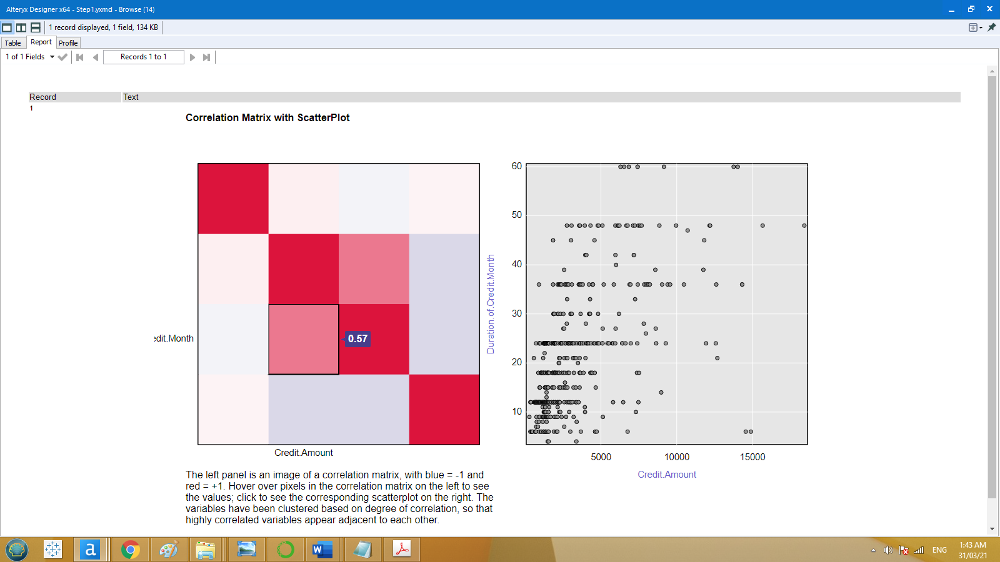 Alteryx Designer x64 - Step1.yxmd - Browse (14)
1 record displayed, 1 field, 134 KB
Table Report Profile
1 of 1 Fields Records 1 to 1
Record Text
1
Correlation Matrix with ScatterPlot
60
50
40
30
20
10
Duration.of.Credit.Month
edit.Month
0.57
Credit.Amount
5000 10000 15000
Credit.Amount
The left panel is an image of a correlation matrix, with blue = -1 and
red = +1. Hover over pixels in the correlation matrix on the left to see
the values; click to see the corresponding scatterplot on the right. The
variables have been clustered based on degree of correlation, so that
highly correlated variables appear adjacent to each other.
a
W
ENG
1:43 AM
31/03/21